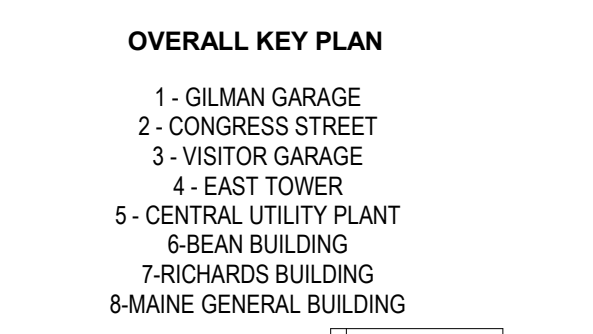 OVERALL KEY PLAN
1 - GILMAN GARAGE
2 - CONGRESS STREET
3 - VISITOR GARAGE
4 - EAST TOWER
5 - CENTRAL UTILITY PLANT
6-BEAN BUILDING
7-RICHARDS BUILDING
8-MAINE GENERAL BUILDING